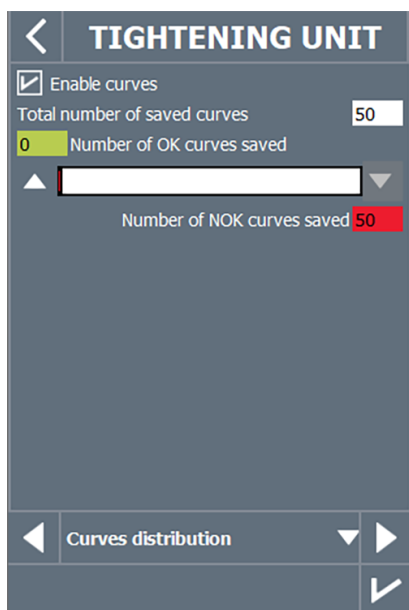 TIGHTENING UNIT
Enable curves
Total number of saved curves 50
0 Number of OK curves saved
Number of NOK curves saved 50
Curves distribution